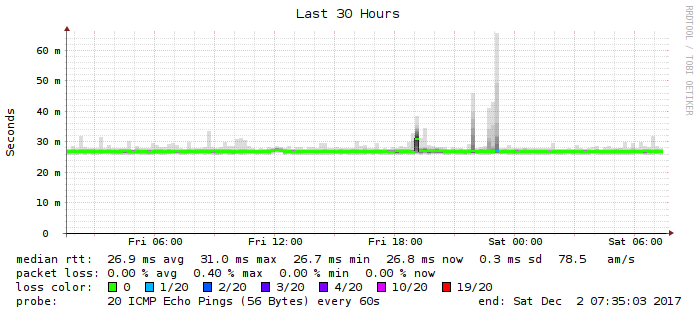 Last 30 Hours
RRDTOOL / TOBI OETIKER
Seconds
60 m
50 m
40 m
30 m
20 m
10 m
0
Fri 06:00 Fri 12:00 Fri 18:00 Sat 00:00 Sat 06:00
median rtt: 26.9 ms avg 31.0 ms max 26.7 ms min 26.8 ms now 0.3 ms sd 78.5 am/s
packet loss: 0.00 % avg 0.40 % max 0.00 % min 0.00 % now
loss color: 0 1/20 2/20 3/20 4/20 10/20 19/20
probe: 20 ICMP Echo Pings (56 Bytes) every 60s end: Sat Dec 2 07:35:03 2017